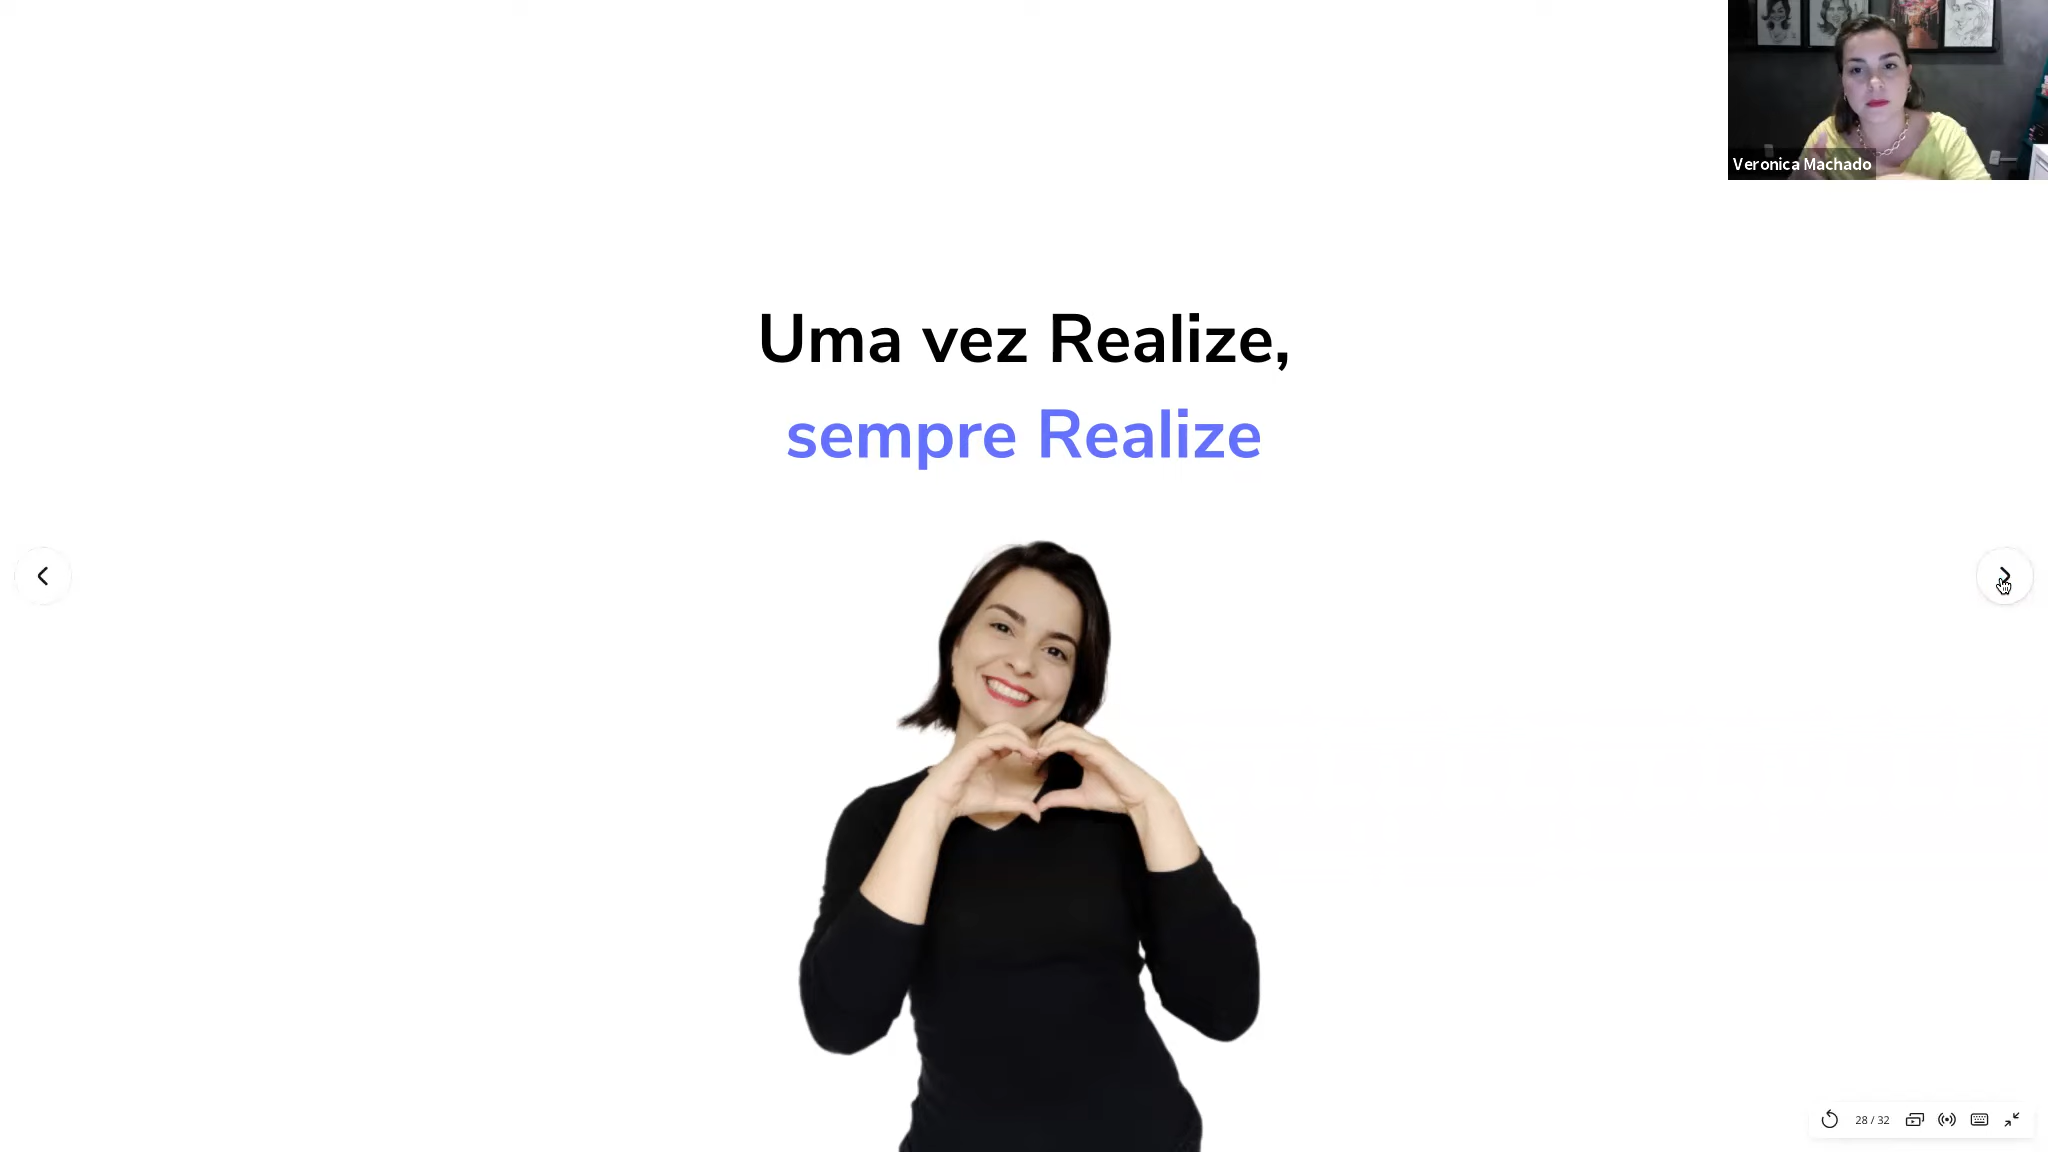 Veronica Machado
Uma vez Realize,
sempre Realize
28 / 32